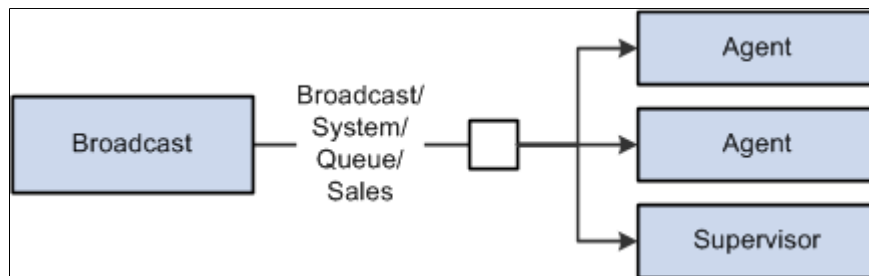 Broadcast
Broadcast/
System/
Queue/
Sales
Agent
Agent
Supervisor